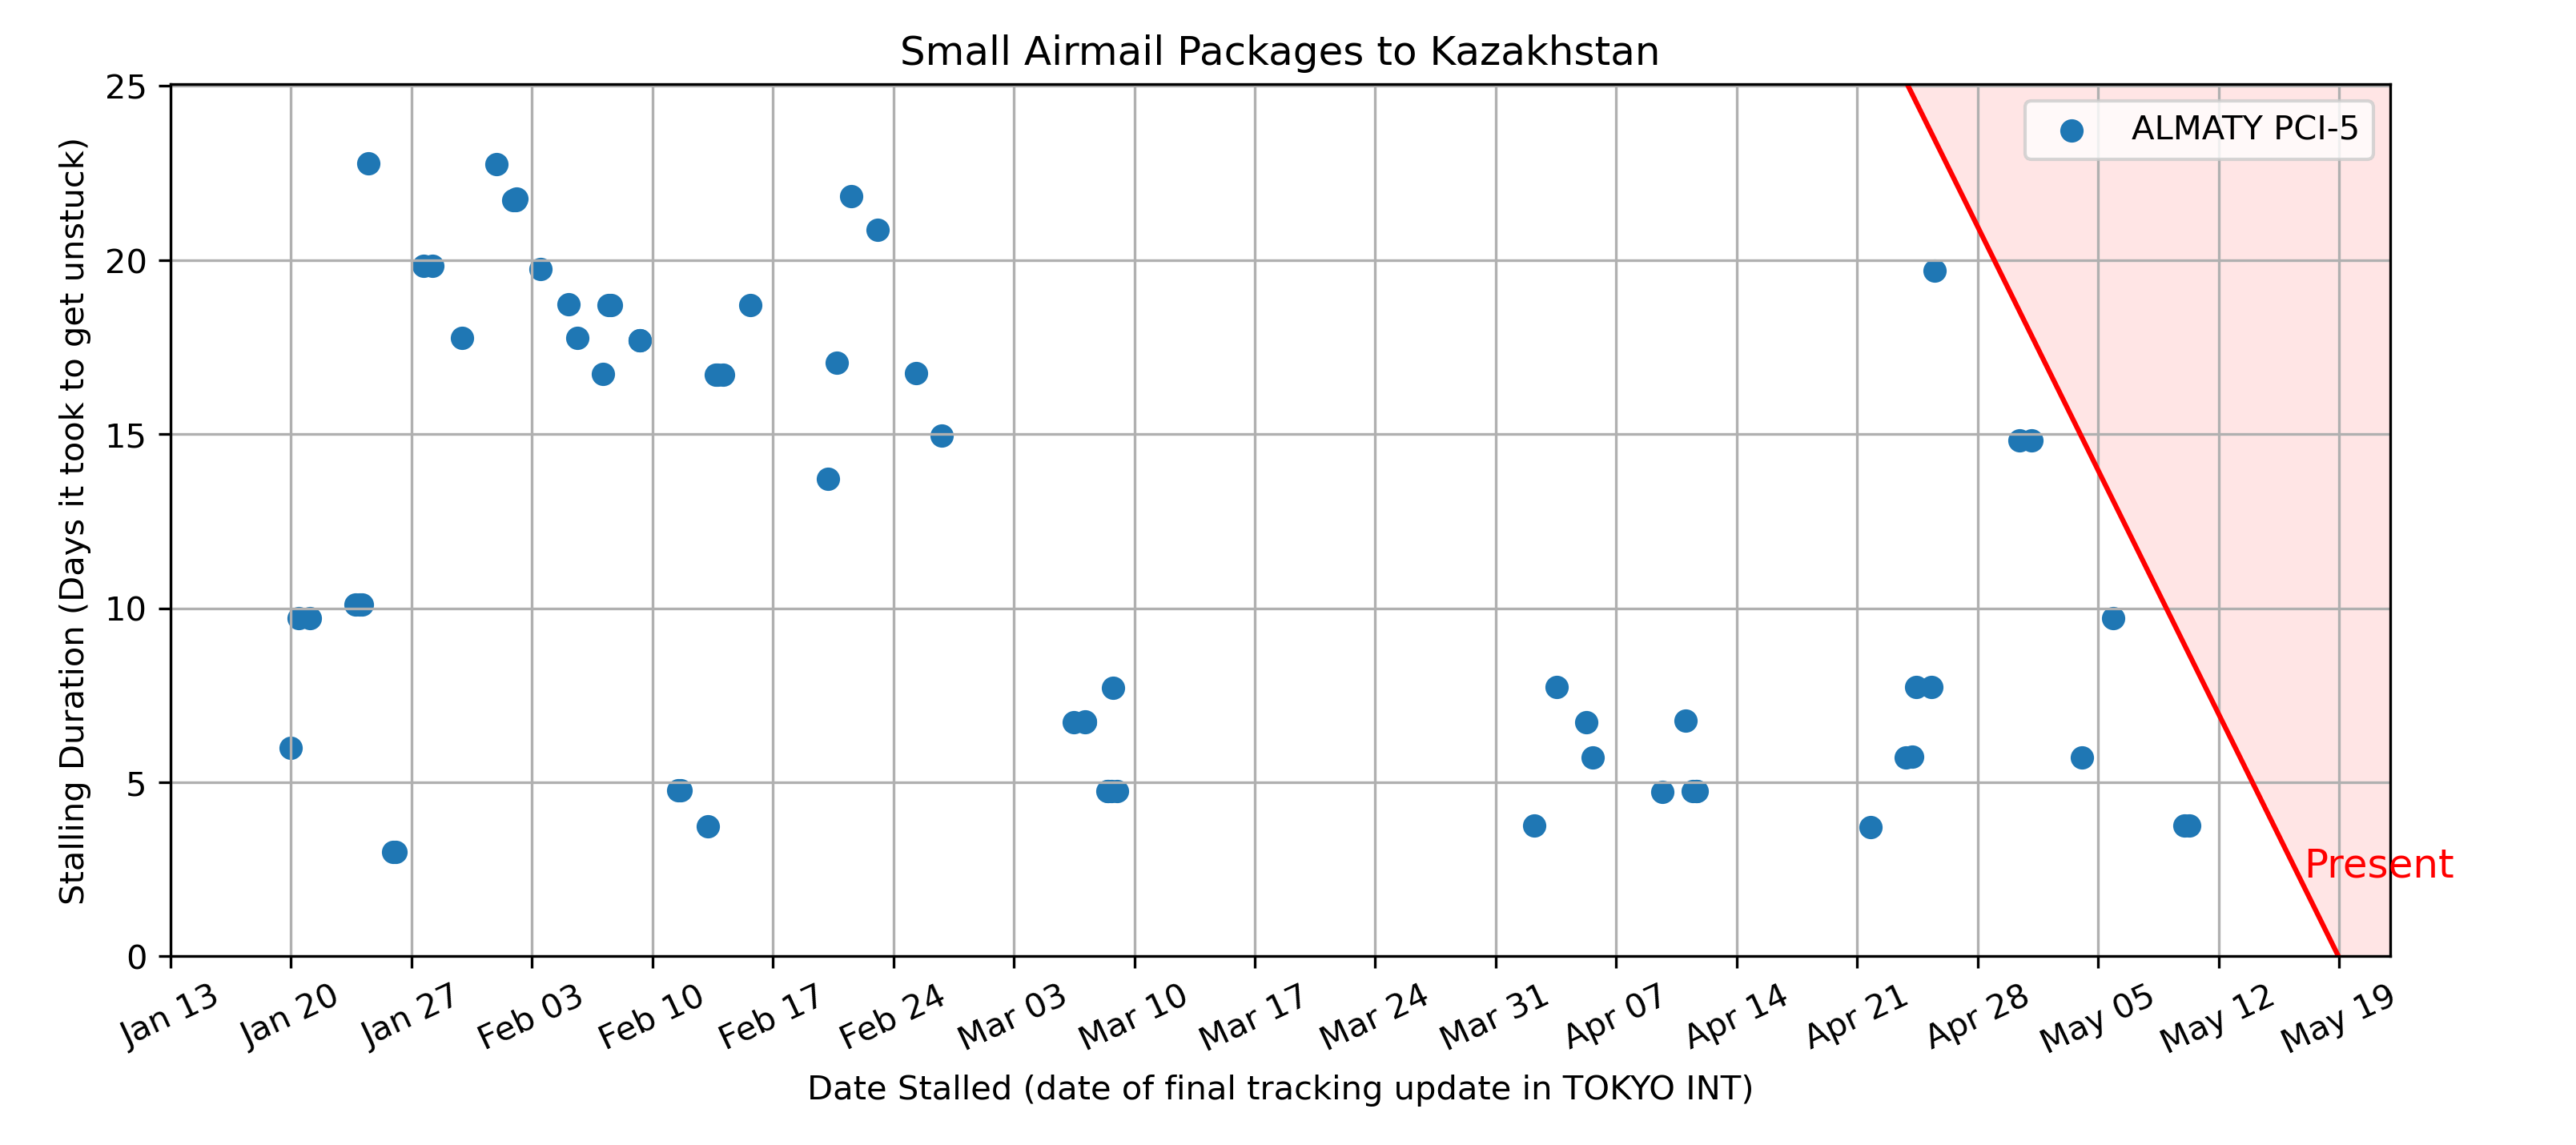 Small Airmail Packages to Kazakhstan
Stalling Duration (Days it took to get unstuck)
25
20
15
10
5
0
ALMATY PCI-5
Present
Jan 13
Jan 20
Jan 27
Feb 03
Feb 10
Feb 17
Feb 24
Mar 03
Mar 10
Mar 17
Mar 24
Mar 31
Apr 07
Apr 14
Apr 21
Apr 28
May 05
May 12
May 19
Date Stalled (date of final tracking update in TOKYO INT)